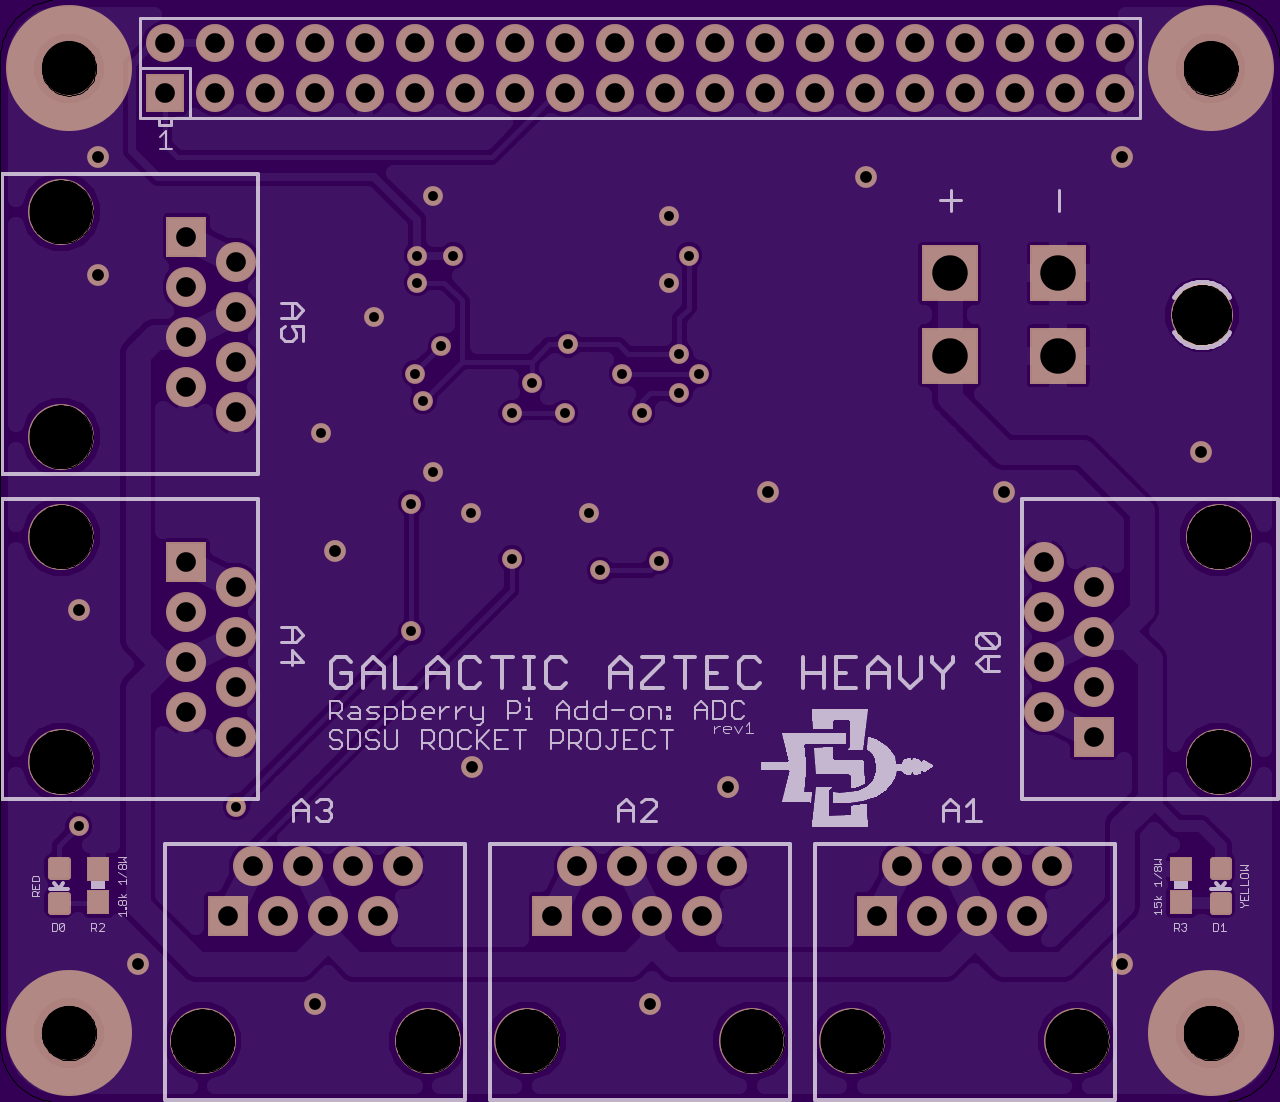 1
+ −
A5
A4
A0
GALACTIC AZTEC HEAVY
Raspberry Pi Add-on: ADC
rev1
SDSU ROCKET PROJECT
A3 A2 A1
RED
1.8k 1/8W
D0 R2
15k 1/8W
YELLOW
R3 D1